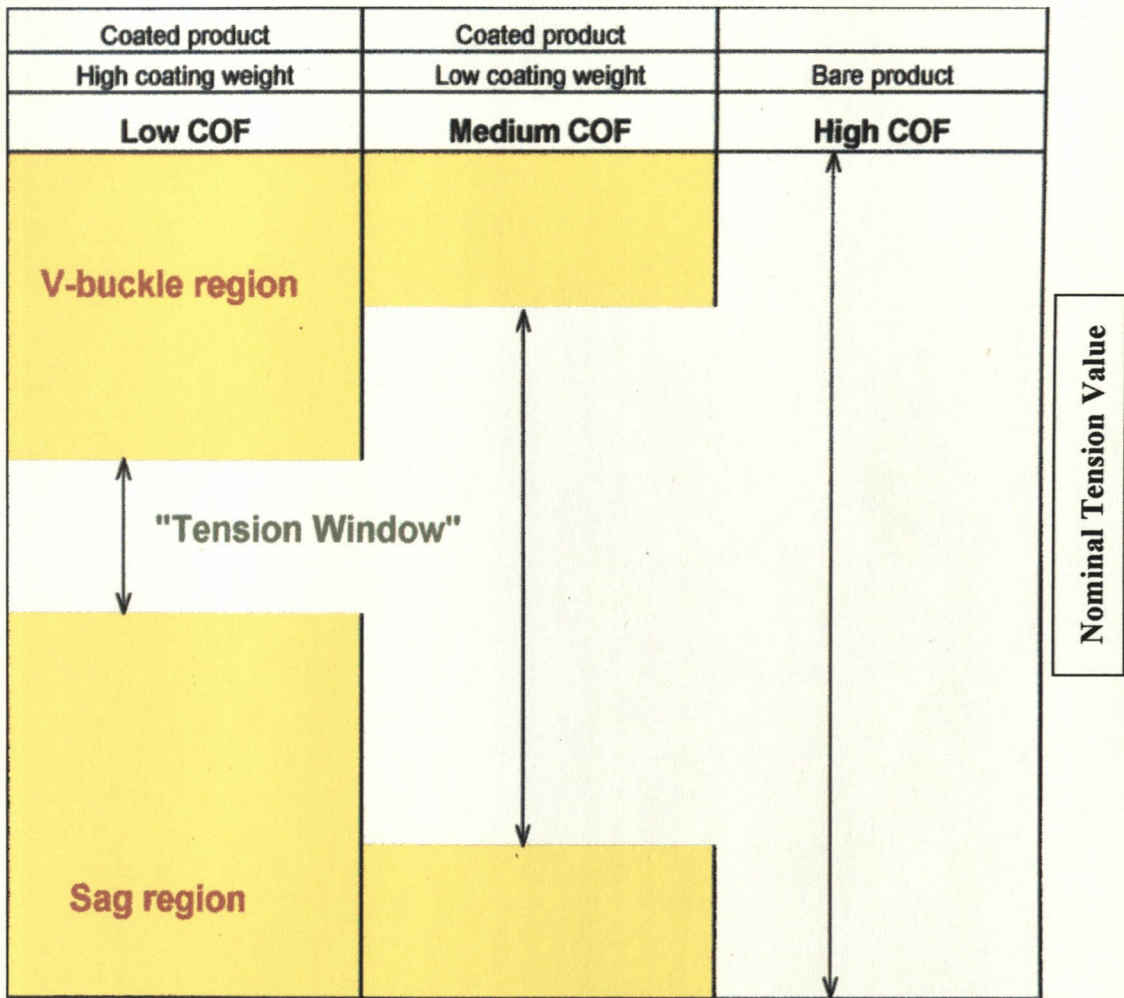 Coated product
Coated product
High coating weight
Low coating weight
Bare product
Low COF
Medium COF
High COF
V-buckle region
"Tension Window"
Sag region
Nominal Tension Value